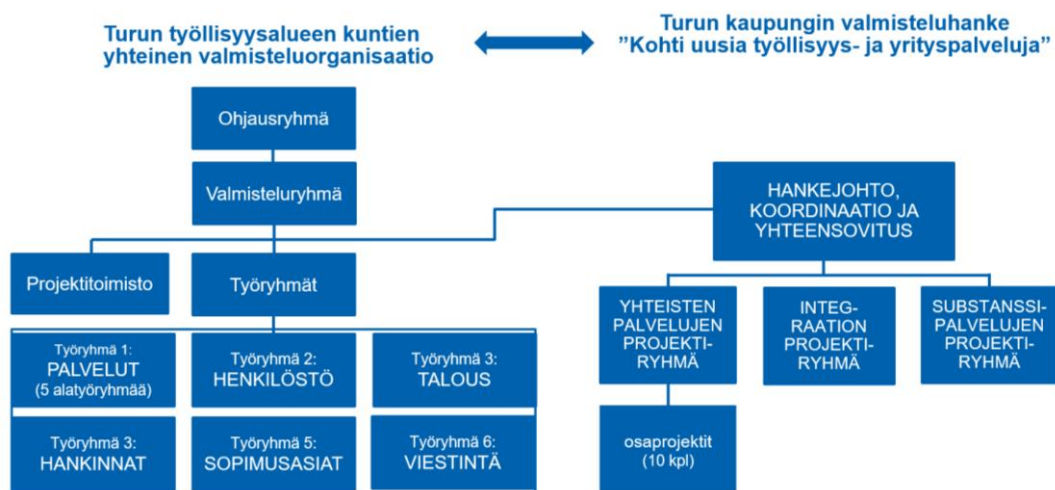 Turun työllisyysalueen kuntien
yhteinen valmisteluorganisaatio
Turun kaupungin valmisteluhanke
"Kohti uusia työllisyys- ja yrityspalveluja"
Ohjausryhmä
Valmisteluryhmä
HANKEJOHTO,
KOORDINAATIO JA
YHTEENSOVITUS
Projektitoimisto
Työryhmät
YHTEISTEN
PALVELUJEN
PROJEKTI-
RYHMÄ
INTEG-
RAATION
PROJEKTI-
RYHMÄ
SUBSTANSSI-
PALVELUJEN
PROJEKTI-
RYHMÄ
Työryhmä 1:
PALVELUT
(5 alatyöryhmää)
Työryhmä 2:
HENKILÖSTÖ
Työryhmä 3:
TALOUS
Työryhmä 3:
HANKINNAT
Työryhmä 5:
SOPIMUSASIAT
Työryhmä 6:
VIESTINTÄ
osaprojektit
(10 kpl)